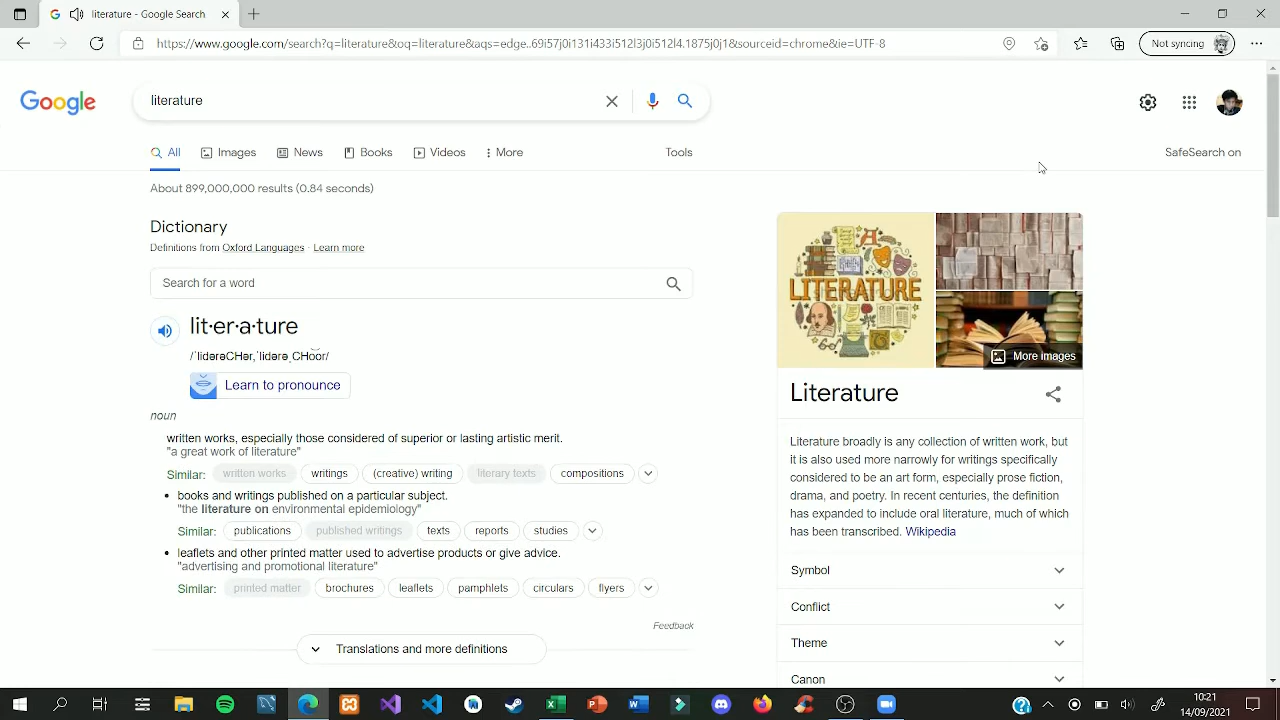 literature - Google Search
https://www.google.com/search?q=literature&oq=literature&aqs=edge..69i57j0i131i433i512l3j0i512l4.1875j0j1&sourceid=chrome&ie=UTF-8
Not syncing
Google
literature
All
Images
News
Books
Videos
More
Tools
SafeSearch on
About 899,000,000 results (0.84 seconds)
Dictionary
Definitions from Oxford Languages · Learn more
Search for a word
lit·er·a·ture
/ˈlidərəCHər,ˈlidərəˌCHo͝or/
Learn to pronounce
noun
written works, especially those considered of superior or lasting artistic merit.
"a great work of literature"
Similar: written works writings (creative) writing literary texts compositions
• books and writings published on a particular subject.
"the literature on environmental epidemiology"
Similar: publications published writings texts reports studies
• leaflets and other printed matter used to advertise products or give advice.
"advertising and promotional literature"
Similar: printed matter brochures leaflets pamphlets circulars flyers
Feedback
Translations and more definitions
LITERATURE
More images
Literature
Literature broadly is any collection of written work, but
it is also used more narrowly for writings specifically
considered to be an art form, especially prose fiction,
drama, and poetry. In recent centuries, the definition
has expanded to include oral literature, much of which
has been transcribed. Wikipedia
Symbol
Conflict
Theme
Canon
10:21
14/09/2021